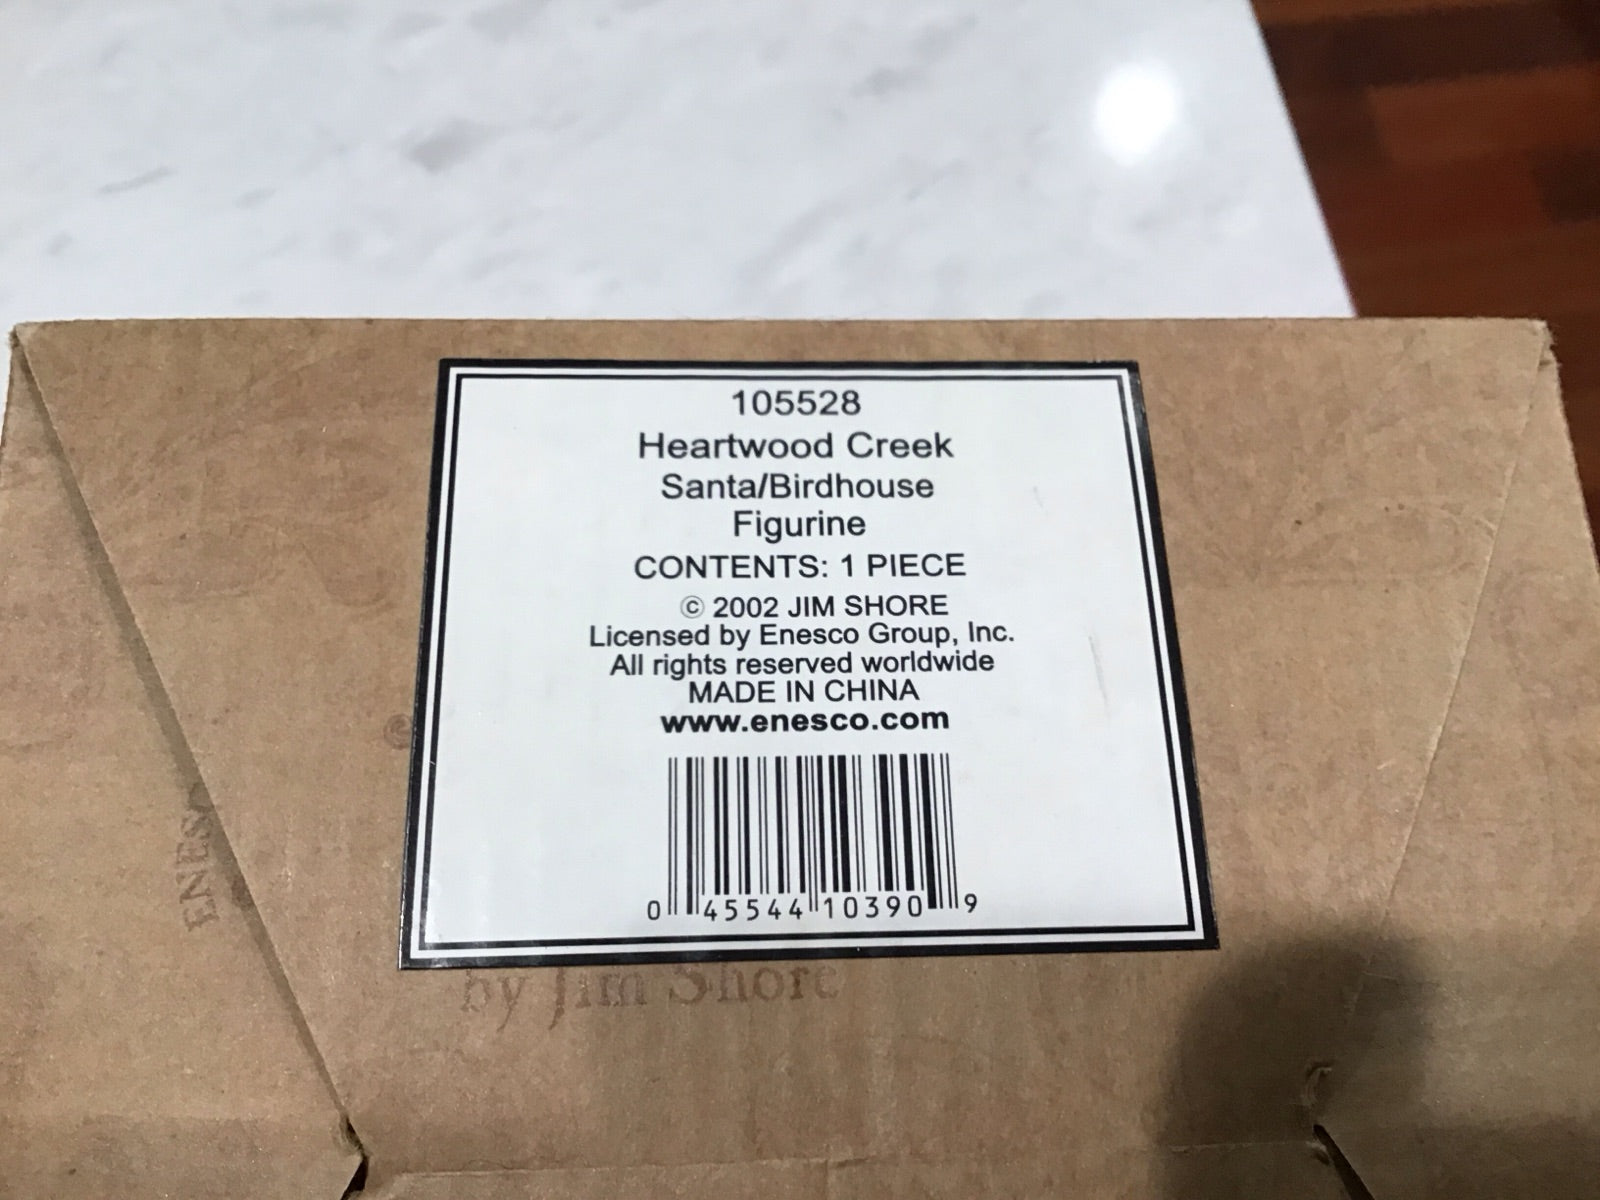 105528
Heartwood Creek
Santa/Birdhouse
Figurine
CONTENTS: 1 PIECE
© 2002 JIM SHORE
Licensed by Enesco Group, Inc.
All rights reserved worldwide
MADE IN CHINA
www.enesco.com
0 45544 10390 9
ENESCO
by Jim Shore